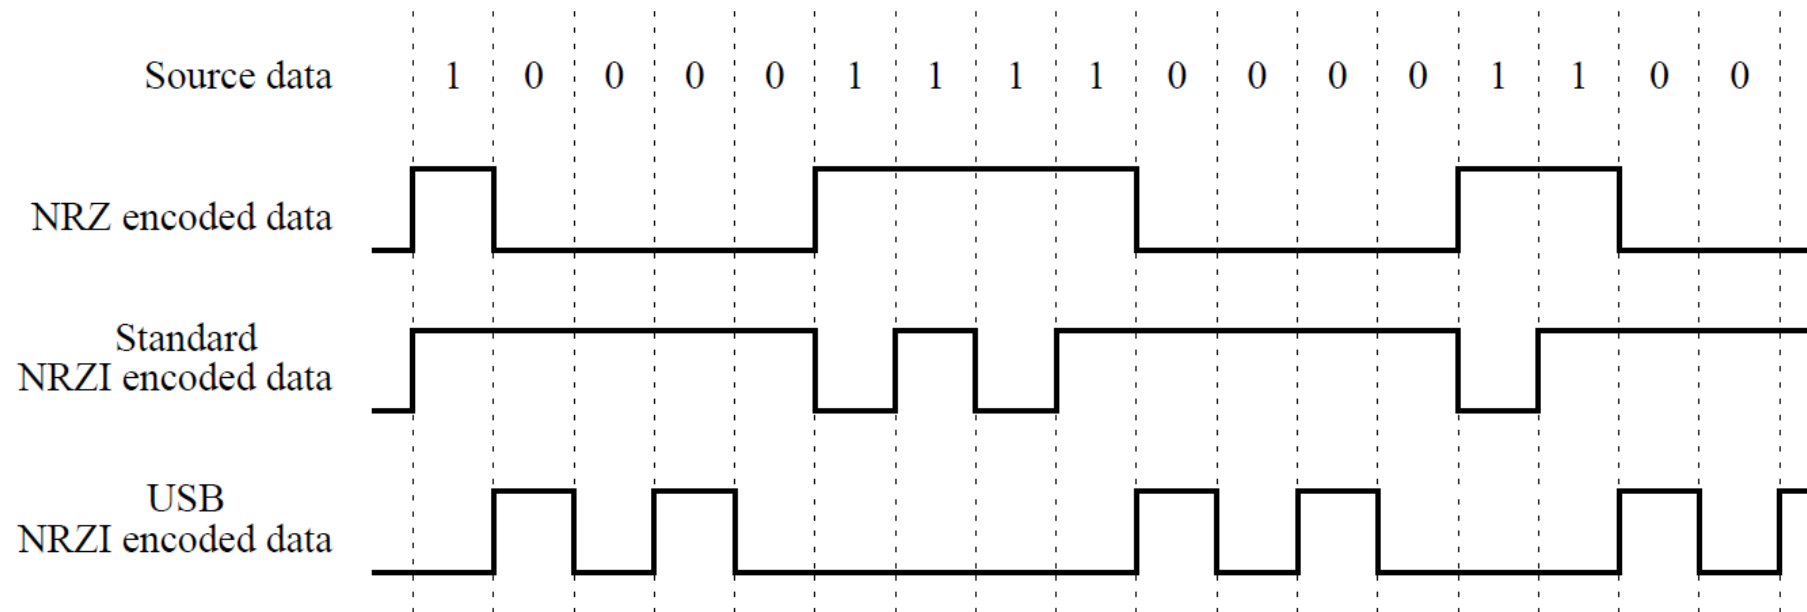 Source data 1 0 0 0 0 1 1 1 1 0 0 0 0 1 1 0 0
NRZ encoded data
Standard
NRZI encoded data
USB
NRZI encoded data